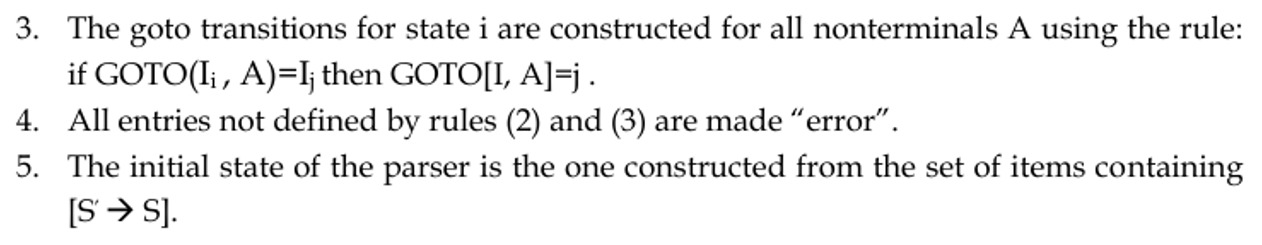 3. The goto transitions for state i are constructed for all nonterminals A using the rule:
if GOTO(Iᵢ , A)=Iⱼ then GOTO[I, A]=j .
4. All entries not defined by rules (2) and (3) are made “error”.
5. The initial state of the parser is the one constructed from the set of items containing
[S′ → S].